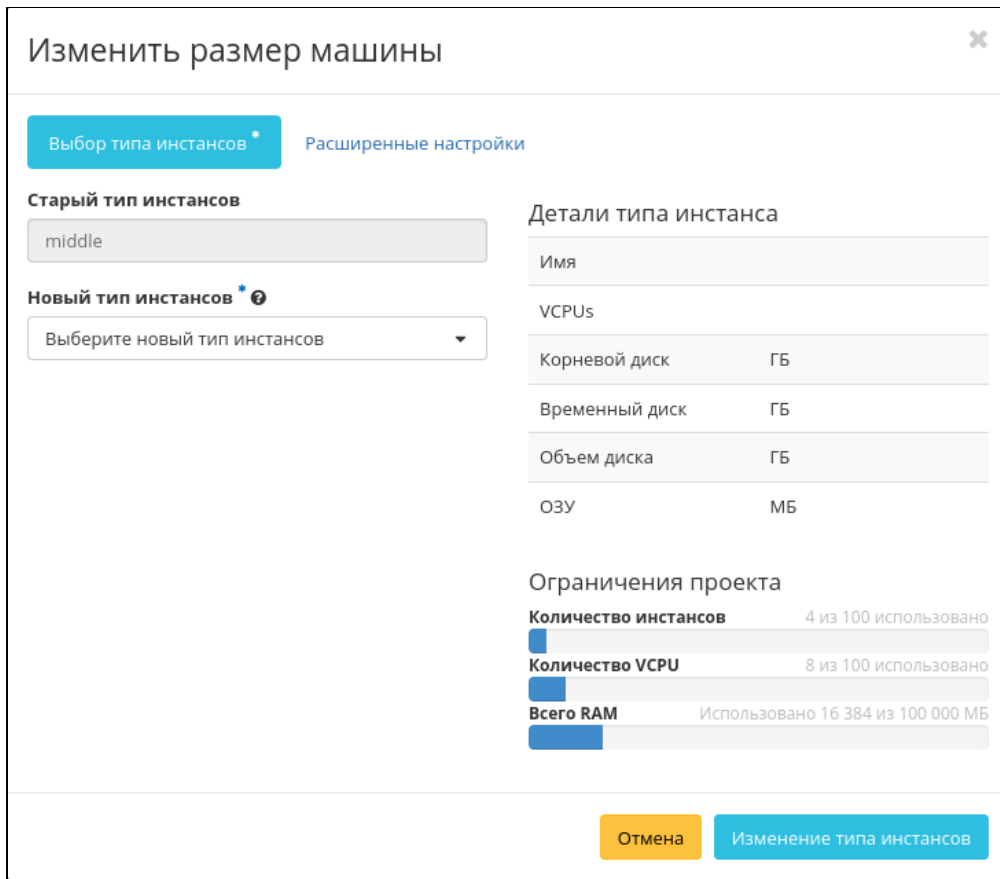 Изменить размер машины
Выбор типа инстансов * Расширенные настройки
Старый тип инстансов
middle
Новый тип инстансов *
Выберите новый тип инстансов
Детали типа инстанса
Имя
VCPUs
Корневой диск ГБ
Временный диск ГБ
Объем диска ГБ
ОЗУ МБ
Ограничения проекта
Количество инстансов 4 из 100 использовано
Количество VCPU 8 из 100 использовано
Всего RAM Использовано 16 384 из 100 000 МБ
Отмена Изменение типа инстансов